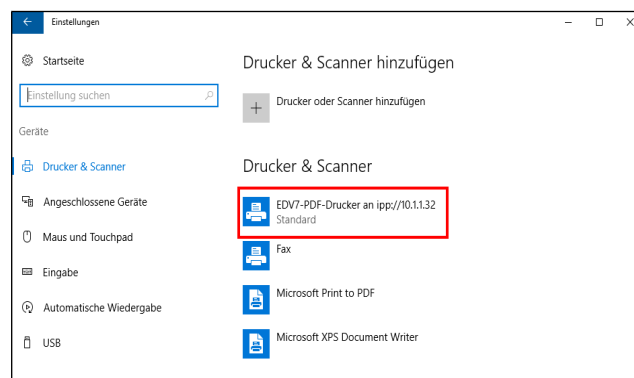 Einstellungen
Startseite
Einstellung suchen
Geräte
Drucker & Scanner
Angeschlossene Geräte
Maus und Touchpad
Eingabe
Automatische Wiedergabe
USB
Drucker & Scanner hinzufügen
Drucker oder Scanner hinzufügen
Drucker & Scanner
EDV7-PDF-Drucker an ipp://10.1.1.32
Standard
Fax
Microsoft Print to PDF
Microsoft XPS Document Writer